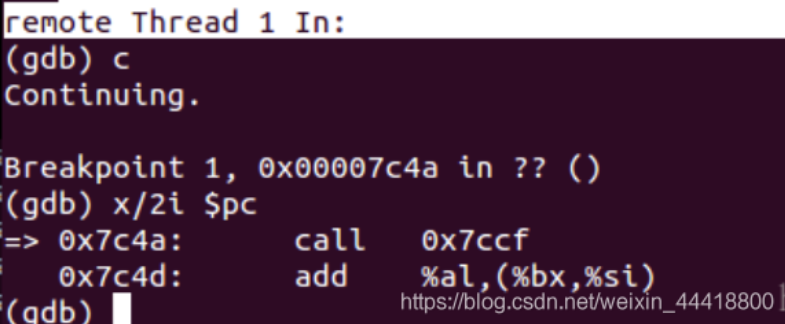 remote Thread 1 In:
(gdb) c
Continuing.
Breakpoint 1, 0x00007c4a in ?? ()
(gdb) x/2i $pc
=> 0x7c4a: call 0x7ccf
0x7c4d: add %al,(%bx,%si)
(gdb)
https://blog.csdn.net/weixin_44418800